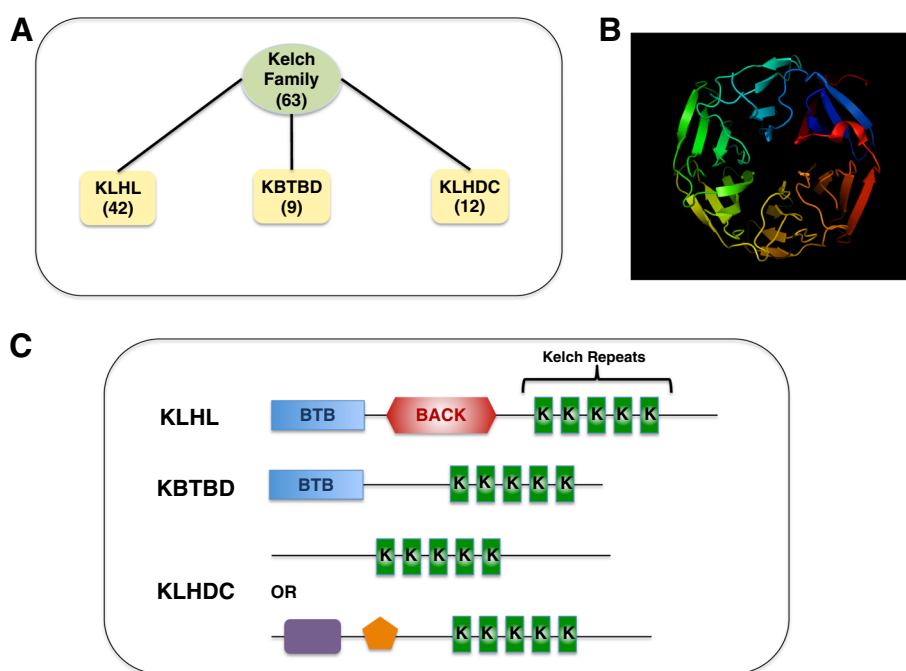 A
Kelch
Family
(63)
KLHL
(42)
KBTBD
(9)
KLHDC
(12)
B
C
Kelch Repeats
KLHL
BTB
BACK
K K K K K
KBTBD
BTB
K K K K K
K K K K K
KLHDC
OR
K K K K K